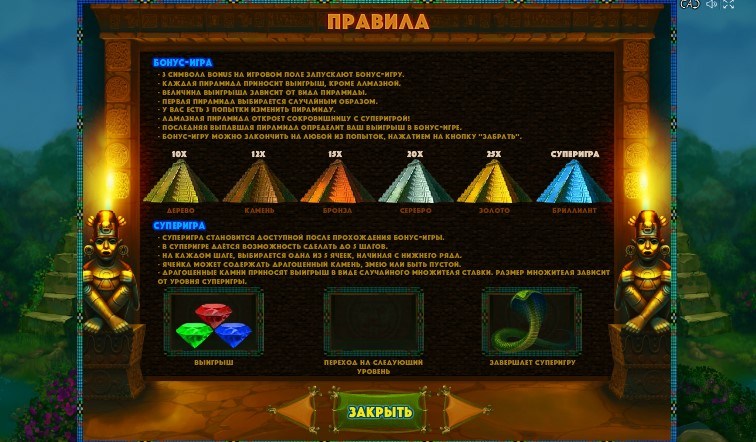 CAD
ПРАВИЛА
БОНУС-ИГРА
- 3 СИМВОЛА BONUS НА ИГРОВОМ ПОЛЕ ЗАПУСКАЮТ БОНУС-ИГРУ.
- КАЖДАЯ ПИРАМИДА ПРИНОСИТ ВЫИГРЫШ, КРОМЕ АЛМАЗНОЙ.
- ВЕЛИЧИНА ВЫИГРЫША ЗАВИСИТ ОТ ВИДА ПИРАМИДЫ.
- ПЕРВАЯ ПИРАМИДА ВЫБИРАЕТСЯ СЛУЧАЙНЫМ ОБРАЗОМ.
- У ВАС ЕСТЬ 3 ПОПЫТКИ ИЗМЕНИТЬ ПИРАМИДУ.
- АДМАЗНАЯ ПИРАМИДА ОТКРОЕТ СОКРОВИЩНИЦУ С СУПЕРИГРОЙ!
- ПОСЛЕДНЯЯ ВЫПАВШАЯ ПИРАМИДА ОПРЕДЕЛИТ ВАШ ВЫИГРЫШ В БОНУС-ИГРЕ.
- БОНУС-ИГРУ МОЖНО ЗАКОНЧИТЬ НА ЛЮБОЙ ИЗ ПОПЫТОК, НАЖАТИЕМ НА КНОПКУ "ЗАБРАТЬ".
10X 12X 15X 20X 25X СУПЕРИГРА
ДЕРЕВО КАМЕНЬ БРОНЗА СЕРЕБРО ЗОЛОТО БРИЛЛИАНТ
СУПЕРИГРА
- СУПЕРИГРА СТАНОВИТСЯ ДОСТУПНОЙ ПОСЛЕ ПРОХОЖДЕНИЯ БОНУС-ИГРЫ.
- В СУПЕРИГРЕ ДАЁТСЯ ВОЗМОЖНОСТЬ СДЕЛАТЬ ДО 5 ШАГОВ.
- НА КАЖДОМ ШАГЕ, ВЫБИРАЕТСЯ ОДНА ИЗ 5 ЯЧЕЕК, НАЧИНАЯ С НИЖНЕГО РЯДА.
- ЯЧЕЙКА МОЖЕТ СОДЕРЖАТЬ ДРАГОЦЕННЫЙ КАМЕНЬ, ЗМЕЮ ИЛИ БЫТЬ ПУСТОЙ.
- ДРАГОЦЕННЫЕ КАМНИ ПРИНОСЯТ ВЫИГРЫШ В ВИДЕ СЛУЧАЙНОГО МНОЖИТЕЛЯ СТАВКИ. РАЗМЕР МНОЖИТЕЛЯ ЗАВИСИТ
ОТ УРОВНЯ СУПЕРИГРЫ.
ВЫИГРЫШ ПЕРЕХОД НА СЛЕДУЮЩИЙ ЗАВЕРШАЕТ СУПЕРИГРУ
УРОВЕНЬ
ЗАКРЫТЬ